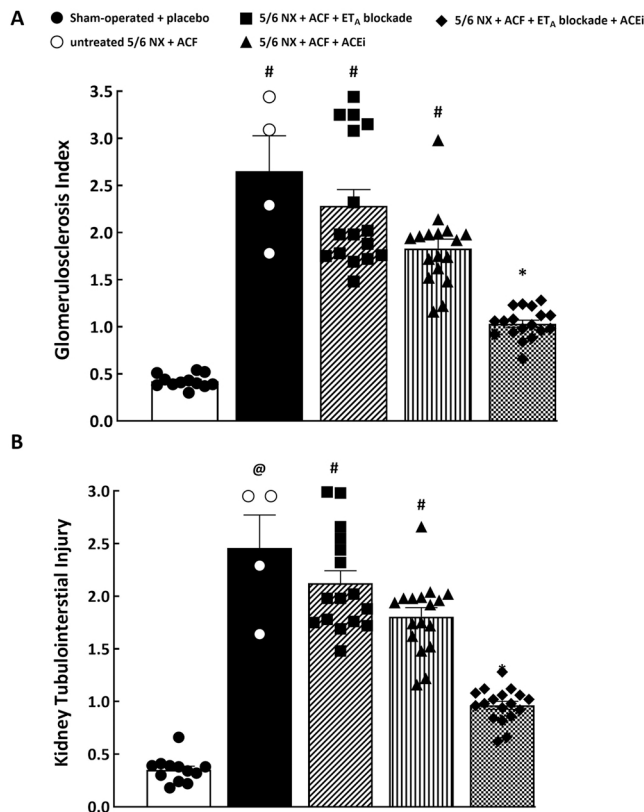 A
Sham-operated + placebo
5/6 NX + ACF + ETA blockade
5/6 NX + ACF + ETA blockade + ACEi
untreated 5/6 NX + ACF
5/6 NX + ACF + ACEi
# # #
*
Glomerulosclerosis Index
3.5
3.0
2.5
2.0
1.5
1.0
0.5
0.0
B
@ # #
*
Kidney Tubulointerstial Injury
3.0
2.5
2.0
1.5
1.0
0.5
0.0